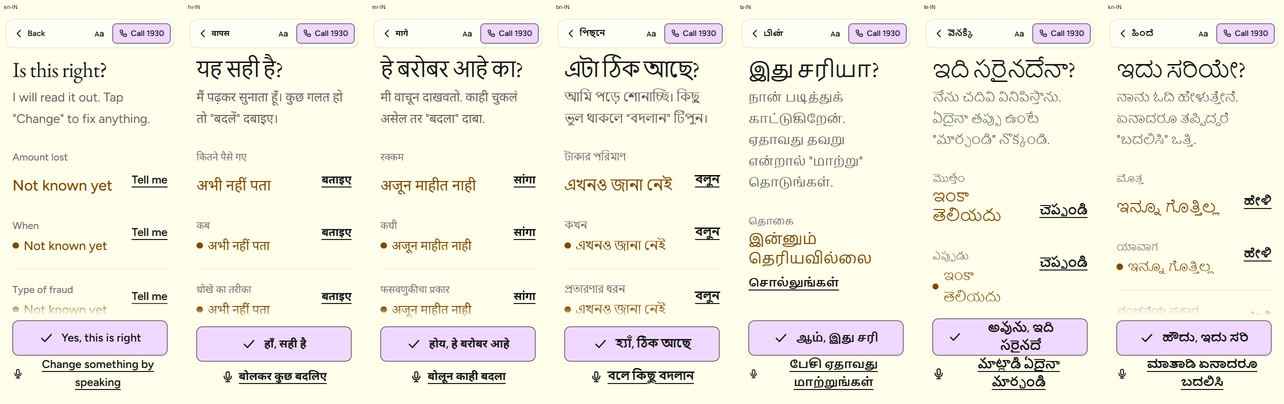 en-IN
Back
Aa
Call 1930
Is this right?
I will read it out. Tap
"Change" to fix anything.
Amount lost
Not known yet
Tell me
When
Not known yet
Tell me
Type of fraud
Not known yet
Tell me
Yes, this is right
Change something by
speaking
hi-IN
वापस
Aa
Call 1930
यह सही है?
मैं पढ़कर सुनाता हूँ। कुछ गलत हो
तो "बदलें" दबाइए।
कितने पैसे गए
अभी नहीं पता
बताइए
कब
अभी नहीं पता
बताइए
धोखे का तरीका
अभी नहीं पता
बताइए
हाँ, सही है
बोलकर कुछ बदलिए
mr-IN
मागे
Aa
Call 1930
हे बरोबर आहे का?
मी वाचून दाखवतो. काही चुकलं
असेल तर "बदला" दाबा.
रक्कम
अजून माहीत नाही
सांगा
कधी
अजून माहीत नाही
सांगा
फसवणुकीचा प्रकार
अजून माहीत नाही
सांगा
होय, हे बरोबर आहे
बोलून काही बदला
bn-IN
পিছনে
Aa
Call 1930
এটা ঠিক আছে?
আমি পড়ে শোনাচ্ছি। কিছু
ভুল থাকলে "বদলান" টিপুন।
টাকার পরিমাণ
এখনও জানা নেই
বলুন
কখন
এখনও জানা নেই
বলুন
প্রতারণার ধরন
এখনও জানা নেই
বলুন
হ্যাঁ, ঠিক আছে
বলে কিছু বদলান
ta-IN
பின்
Aa
Call 1930
இது சரியா?
நான் படித்துக்
காட்டுகிறேன்.
ஏதாவது தவறு
என்றால் "மாற்று"
தொடுங்கள்.
தொகை
இன்னும்
தெரியவில்லை
சொல்லுங்கள்
ஆம், இது சரி
பேசி ஏதாவது
மாற்றுங்கள்
te-IN
వెనక్కి
Aa
Call 1930
ఇది సరైనదేనా?
నేను చదివి వినిపిస్తాను.
ఏదైనా తప్పు ఉంటే
"మార్చండి" నొక్కండి.
మొత్తం
ఇంకా
తెలియదు
చెప్పండి
ఎప్పుడు
ఇంకా
తెలియదు
చెప్పండి
అవును, ఇది
సరైనదే
మాట్లాడి ఏదైనా
మార్చండి
kn-IN
ಹಿಂದೆ
Aa
Call 1930
ಇದು ಸರಿಯೇ?
ನಾನು ಓದಿ ಹೇಳುತ್ತೇನೆ.
ಏನಾದರೂ ತಪ್ಪಿದ್ದರೆ
"ಬದಲಿಸಿ" ಒತ್ತಿ.
ಮೊತ್ತ
ಇನ್ನೂ ಗೊತ್ತಿಲ್ಲ
ಹೇಳಿ
ಯಾವಾಗ
ಇನ್ನೂ ಗೊತ್ತಿಲ್ಲ
ಹೇಳಿ
ಹೌದು, ಇದು ಸರಿ
ಮಾತಾಡಿ ಏನಾದರೂ
ಬದಲಿಸಿ